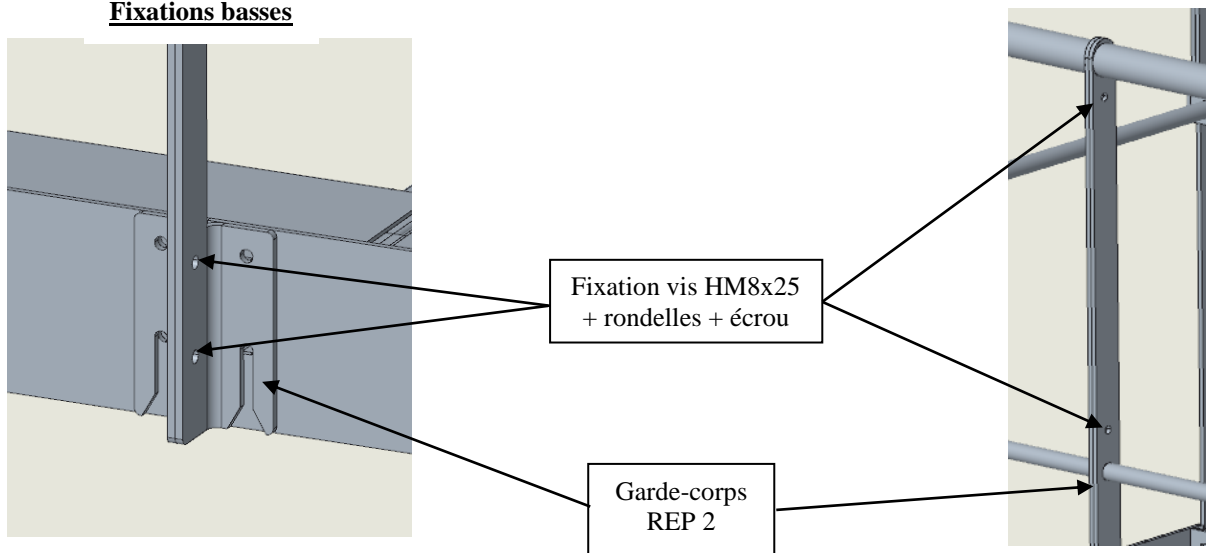 Fixations basses
Fixation vis HM8x25
+ rondelles + écrou
Garde-corps
REP 2